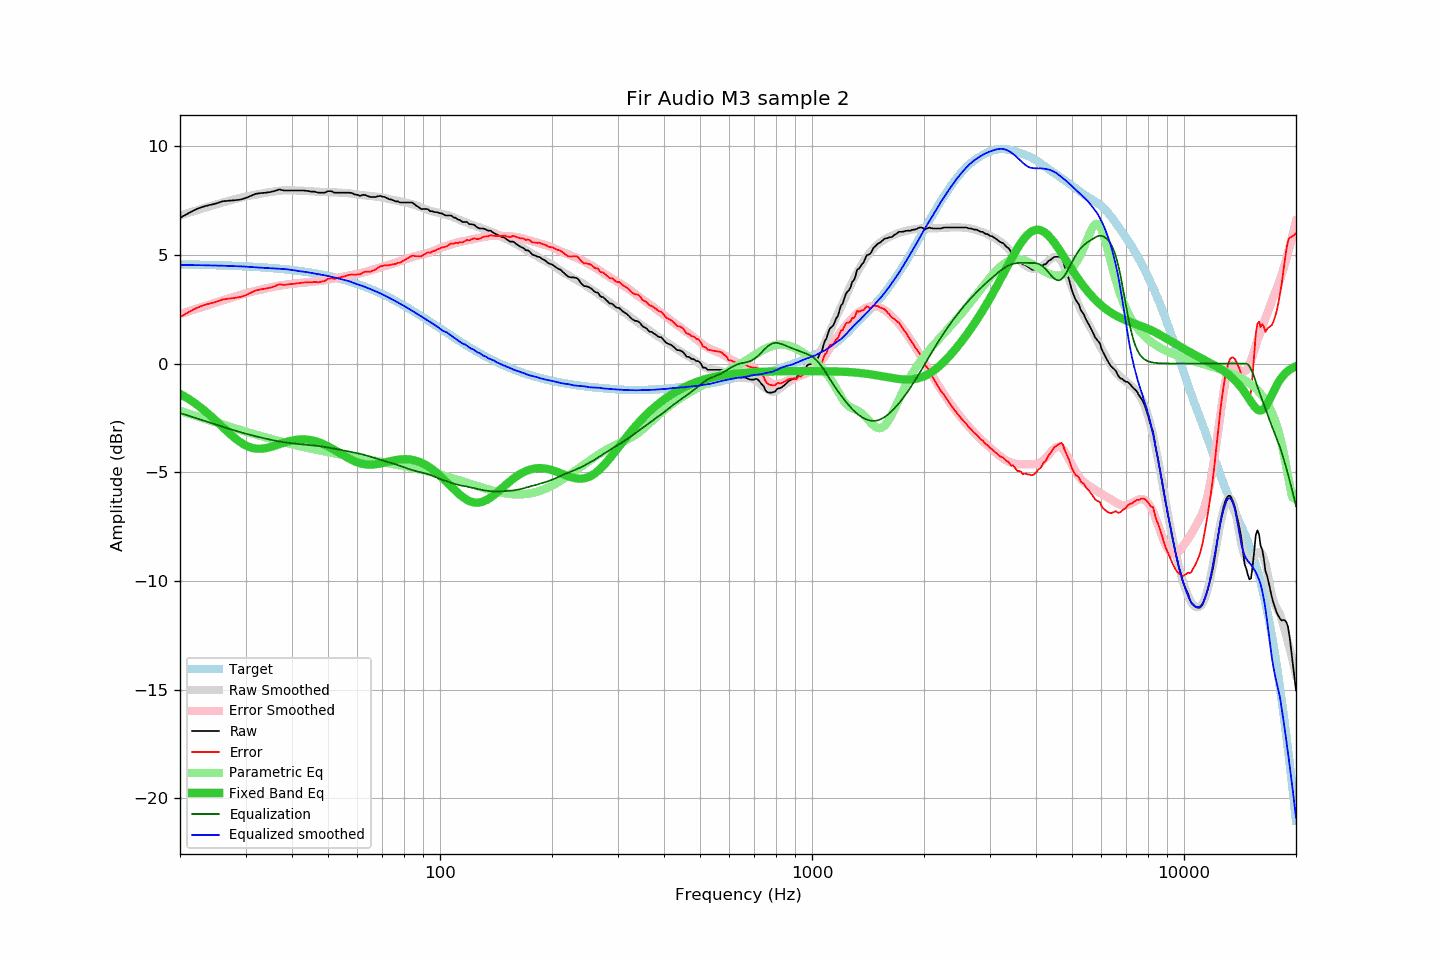 Fir Audio M3 sample 2
Amplitude (dBr)
10
5
0
−5
−10
−15
−20
Target
Raw Smoothed
Error Smoothed
Raw
Error
Parametric Eq
Fixed Band Eq
Equalization
Equalized smoothed
100
1000
10000
Frequency (Hz)